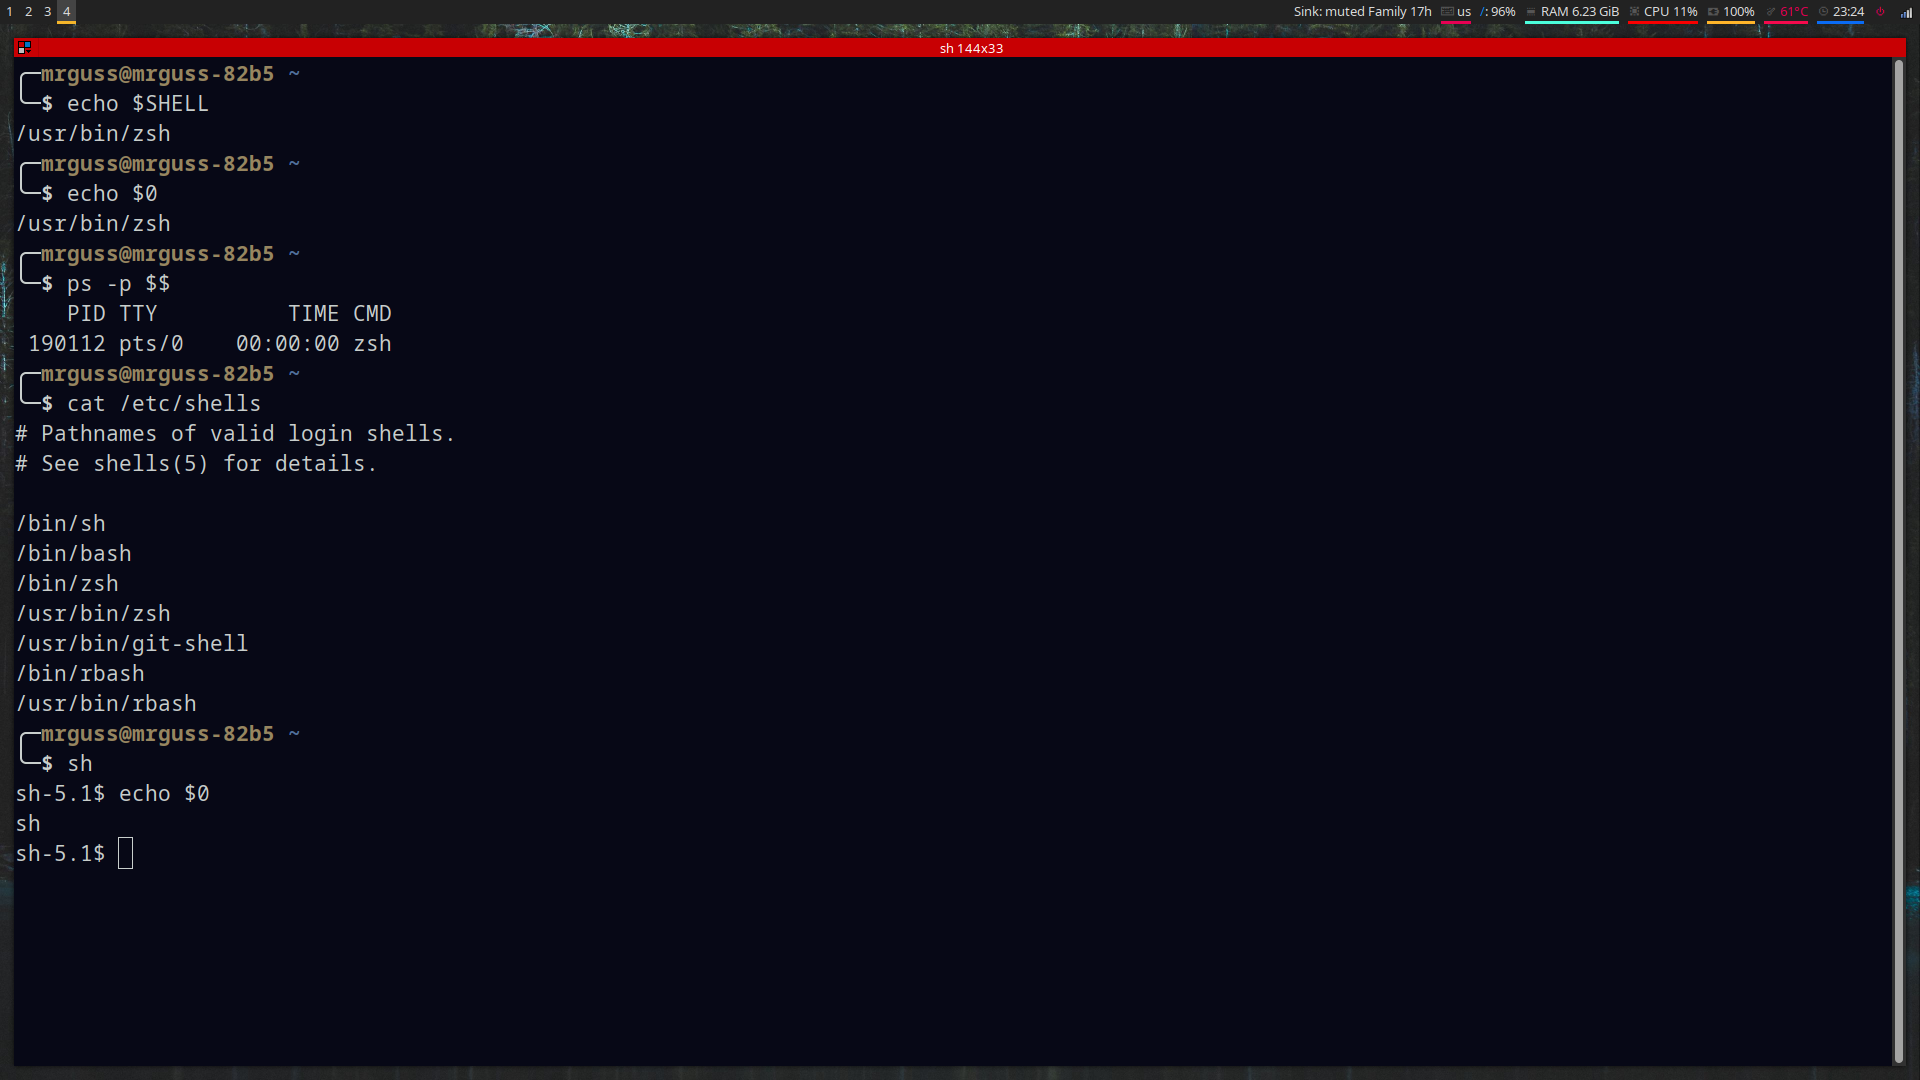 1 2 3 4 Sink: muted Family 17h us /: 96% RAM 6.23 GiB CPU 11% 100% 61°C 23:24
sh 144x33
mrguss@mrguss-82b5 ~
$ echo $SHELL
/usr/bin/zsh
mrguss@mrguss-82b5 ~
$ echo $0
/usr/bin/zsh
mrguss@mrguss-82b5 ~
$ ps -p $$
PID TTY TIME CMD
190112 pts/0 00:00:00 zsh
mrguss@mrguss-82b5 ~
$ cat /etc/shells
# Pathnames of valid login shells.
# See shells(5) for details.
/bin/sh
/bin/bash
/bin/zsh
/usr/bin/zsh
/usr/bin/git-shell
/bin/rbash
/usr/bin/rbash
mrguss@mrguss-82b5 ~
$ sh
sh-5.1$ echo $0
sh
sh-5.1$